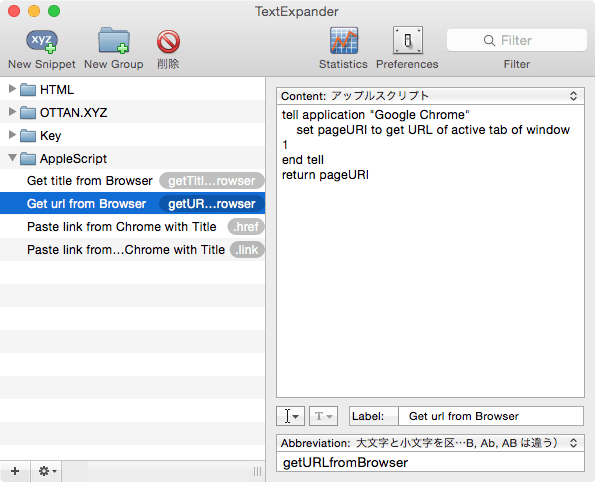 TextExpander
xyz
New Snippet
New Group
削除
Statistics
Preferences
Filter
Filter
HTML
OTTAN.XYZ
Key
AppleScript
Get title from Browser getTitl...rowser
Get url from Browser getUR...rowser
Paste link from Chrome with Title .href
Paste link from...Chrome with Title .link
Content: アップルスクリプト
tell application "Google Chrome"
set pageURI to get URL of active tab of window
1
end tell
return pageURI
T
Label: Get url from Browser
Abbreviation: 大文字と小文字を区…B, Ab, AB は違う)
getURLfromBrowser